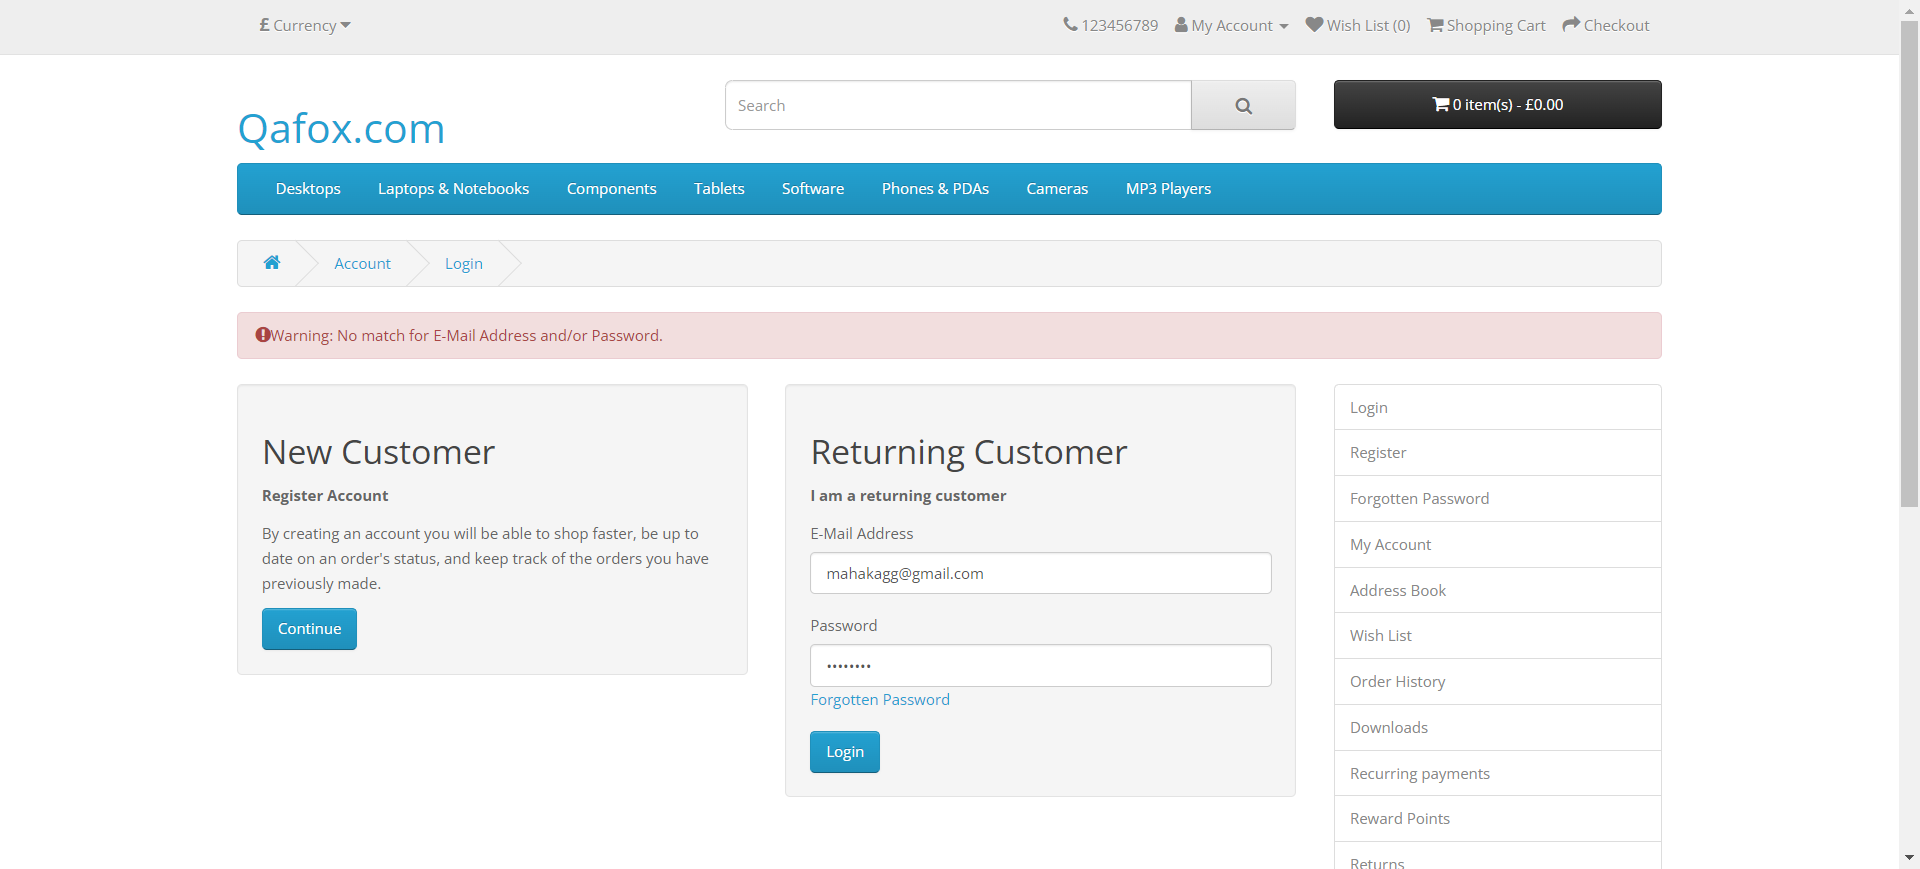 £ Currency
123456789 My Account Wish List (0) Shopping Cart Checkout
Qafox.com
Search
0 item(s) - £0.00
Desktops Laptops & Notebooks Components Tablets Software Phones & PDAs Cameras MP3 Players
Account Login
Warning: No match for E-Mail Address and/or Password.
New Customer
Register Account
By creating an account you will be able to shop faster, be up to
date on an order's status, and keep track of the orders you have
previously made.
Continue
Returning Customer
I am a returning customer
E-Mail Address
mahakagg@gmail.com
Password
••••••••
Forgotten Password
Login
Login
Register
Forgotten Password
My Account
Address Book
Wish List
Order History
Downloads
Recurring payments
Reward Points
Returns